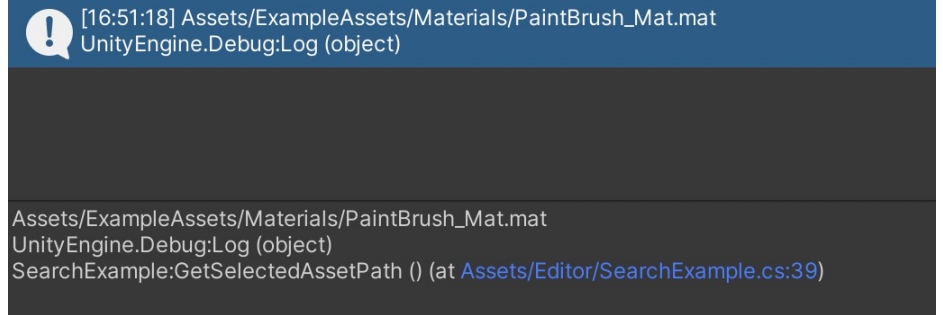 [16:51:18] Assets/ExampleAssets/Materials/PaintBrush_Mat.mat
UnityEngine.Debug:Log (object)
Assets/ExampleAssets/Materials/PaintBrush_Mat.mat
UnityEngine.Debug:Log (object)
SearchExample:GetSelectedAssetPath () (at Assets/Editor/SearchExample.cs:39)